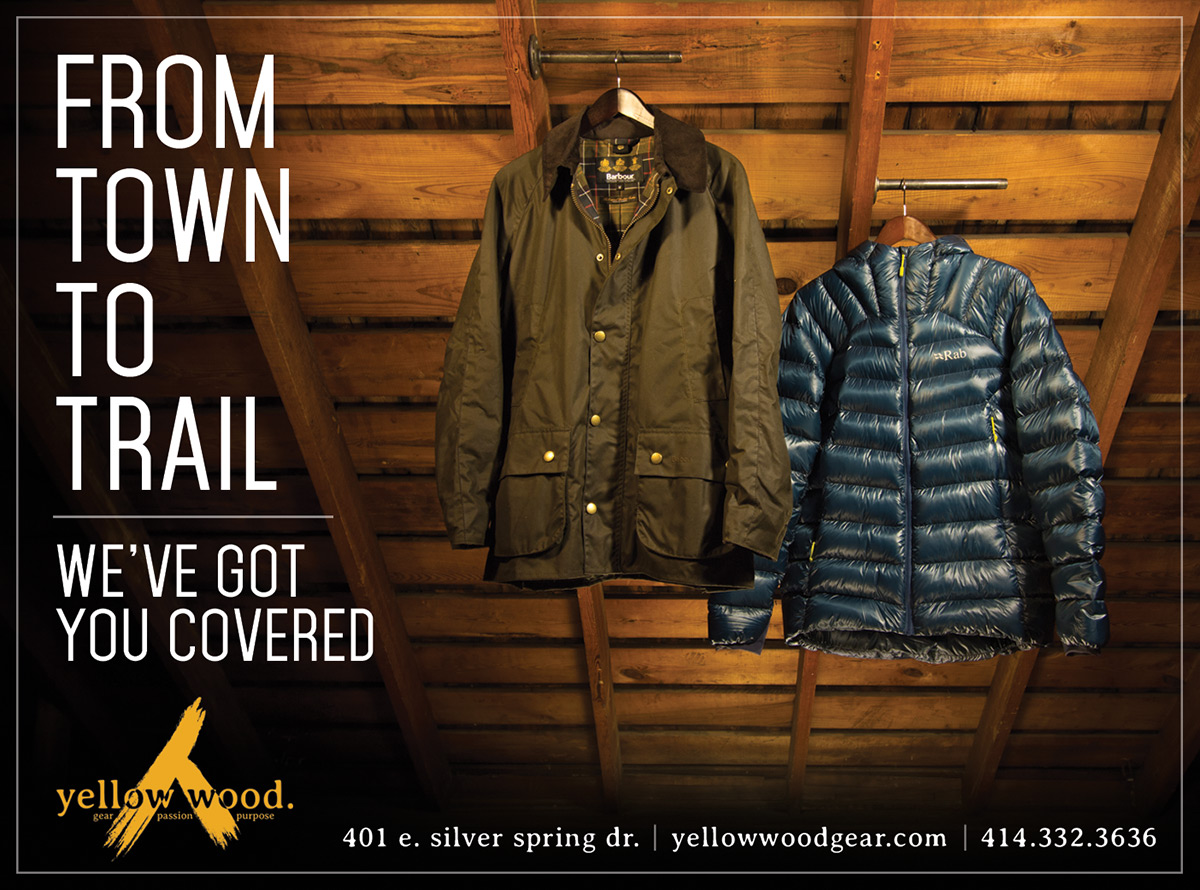 FROM
TOWN
TO
TRAIL
WE'VE GOT
YOU COVERED
Barbour
Rab
yellow wood.
gear passion purpose
401 e. silver spring dr. | yellowwoodgear.com | 414.332.3636